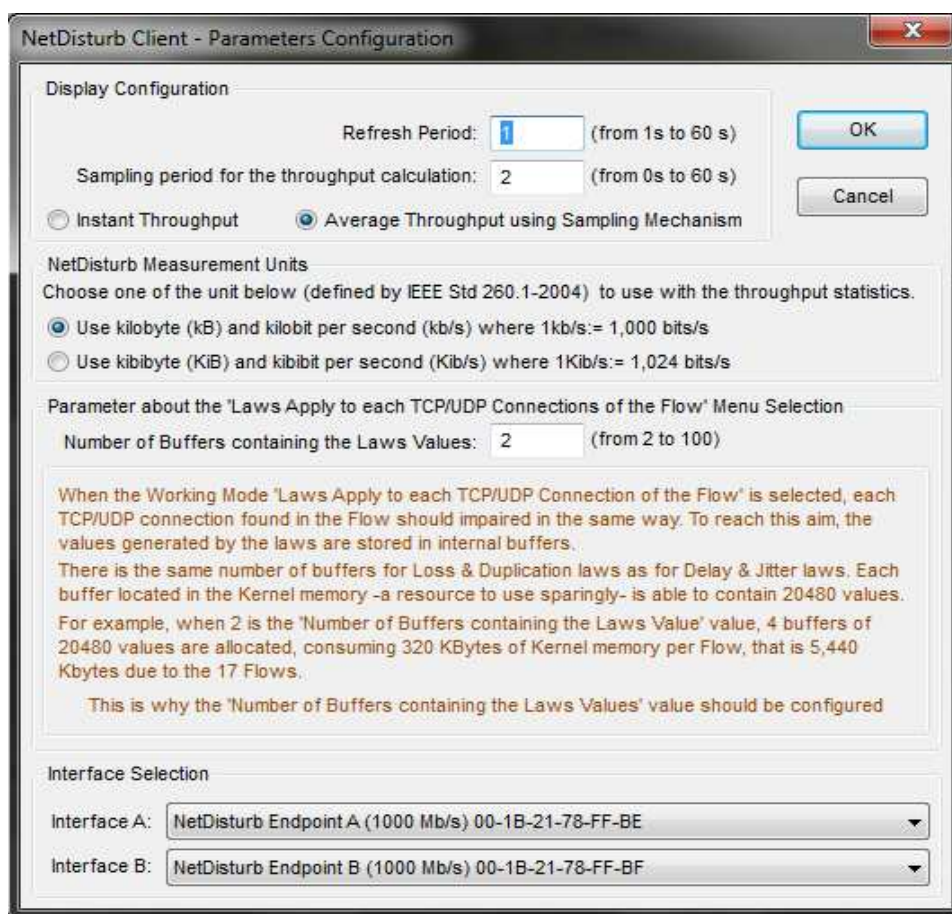 NetDisturb Client - Parameters Configuration
Display Configuration
Refresh Period: 1 (from 1s to 60 s)
OK
Sampling period for the throughput calculation: 2 (from 0s to 60 s)
Cancel
Instant Throughput Average Throughput using Sampling Mechanism
NetDisturb Measurement Units
Choose one of the unit below (defined by IEEE Std 260.1-2004) to use with the throughput statistics.
Use kilobyte (kB) and kilobit per second (kb/s) where 1kb/s:= 1,000 bits/s
Use kibibyte (KiB) and kibibit per second (Kib/s) where 1Kib/s:= 1,024 bits/s
Parameter about the 'Laws Apply to each TCP/UDP Connections of the Flow' Menu Selection
Number of Buffers containing the Laws Values: 2 (from 2 to 100)
When the Working Mode 'Laws Apply to each TCP/UDP Connection of the Flow' is selected, each
TCP/UDP connection found in the Flow should impaired in the same way. To reach this aim, the
values generated by the laws are stored in internal buffers.
There is the same number of buffers for Loss & Duplication laws as for Delay & Jitter laws. Each
buffer located in the Kernel memory -a resource to use sparingly- is able to contain 20480 values.
For example, when 2 is the 'Number of Buffers containing the Laws Value' value, 4 buffers of
20480 values are allocated, consuming 320 KBytes of Kernel memory per Flow, that is 5,440
Kbytes due to the 17 Flows.
This is why the 'Number of Buffers containing the Laws Values' value should be configured
Interface Selection
Interface A: NetDisturb Endpoint A (1000 Mb/s) 00-1B-21-78-FF-BE
Interface B: NetDisturb Endpoint B (1000 Mb/s) 00-1B-21-78-FF-BF